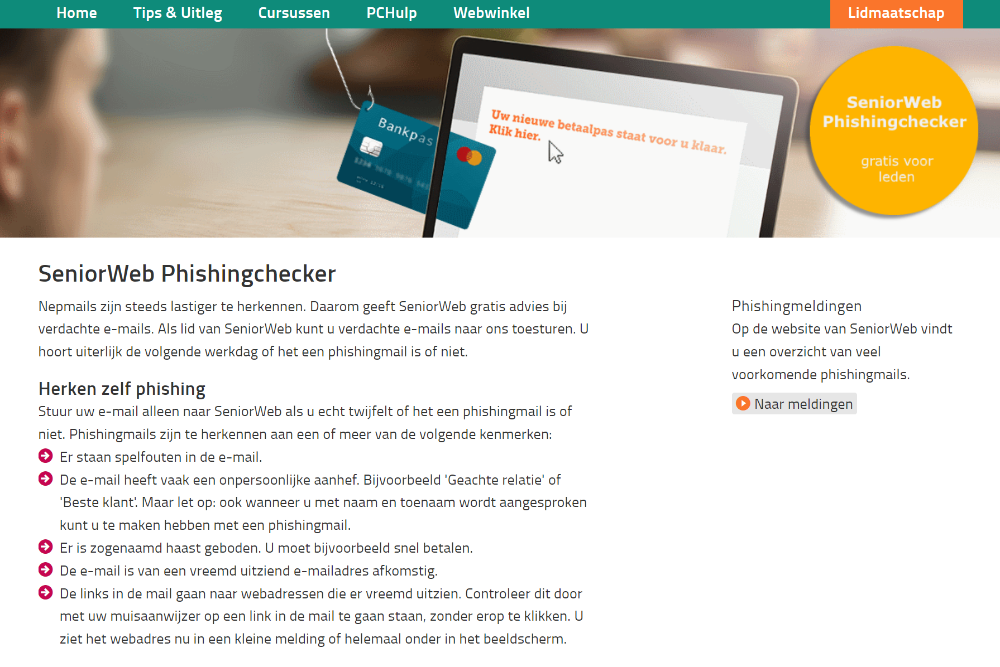 Home
Tips & Uitleg
Cursussen
PCHulp
Webwinkel
Lidmaatschap
Bankpas
Uw nieuwe betaalpas staat voor u klaar.
Klik hier.
SeniorWeb
Phishingchecker
gratis voor
leden
SeniorWeb Phishingchecker
Nepmails zijn steeds lastiger te herkennen. Daarom geeft SeniorWeb gratis advies bij
verdachte e-mails. Als lid van SeniorWeb kunt u verdachte e-mails naar ons toesturen. U
hoort uiterlijk de volgende werkdag of het een phishingmail is of niet.
Herken zelf phishing
Stuur uw e-mail alleen naar SeniorWeb als u echt twijfelt of het een phishingmail is of
niet. Phishingmails zijn te herkennen aan een of meer van de volgende kenmerken:
Er staan spelfouten in de e-mail.
De e-mail heeft vaak een onpersoonlijke aanhef. Bijvoorbeeld 'Geachte relatie' of
'Beste klant'. Maar let op: ook wanneer u met naam en toenaam wordt aangesproken
kunt u te maken hebben met een phishingmail.
Er is zogenaamd haast geboden. U moet bijvoorbeeld snel betalen.
De e-mail is van een vreemd uitziend e-mailadres afkomstig.
De links in de mail gaan naar webadressen die er vreemd uitzien. Controleer dit door
met uw muisaanwijzer op een link in de mail te gaan staan, zonder erop te klikken. U
ziet het webadres nu in een kleine melding of helemaal onder in het beeldscherm.
Phishingmeldingen
Op de website van SeniorWeb vindt
u een overzicht van veel
voorkomende phishingmails.
Naar meldingen